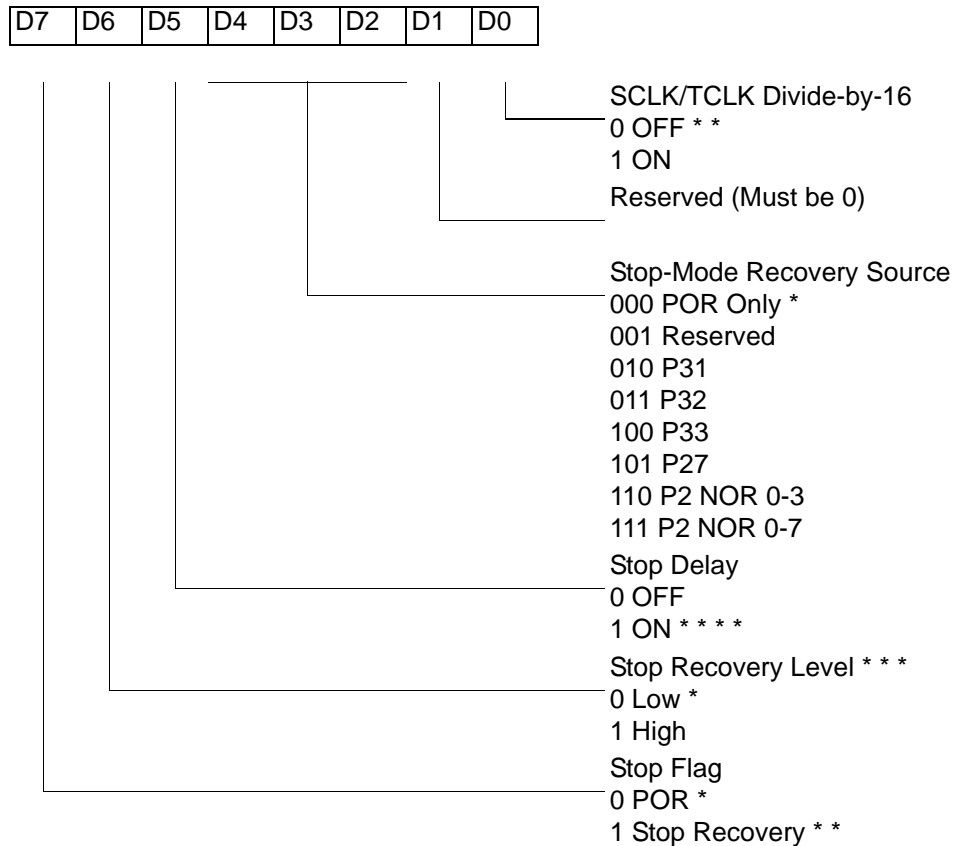 D7 D6 D5 D4 D3 D2 D1 D0
SCLK/TCLK Divide-by-16
0 OFF * *
1 ON
Reserved (Must be 0)
Stop-Mode Recovery Source
000 POR Only *
001 Reserved
010 P31
011 P32
100 P33
101 P27
110 P2 NOR 0-3
111 P2 NOR 0-7
Stop Delay
0 OFF
1 ON * * * *
Stop Recovery Level * * *
0 Low *
1 High
Stop Flag
0 POR *
1 Stop Recovery * *